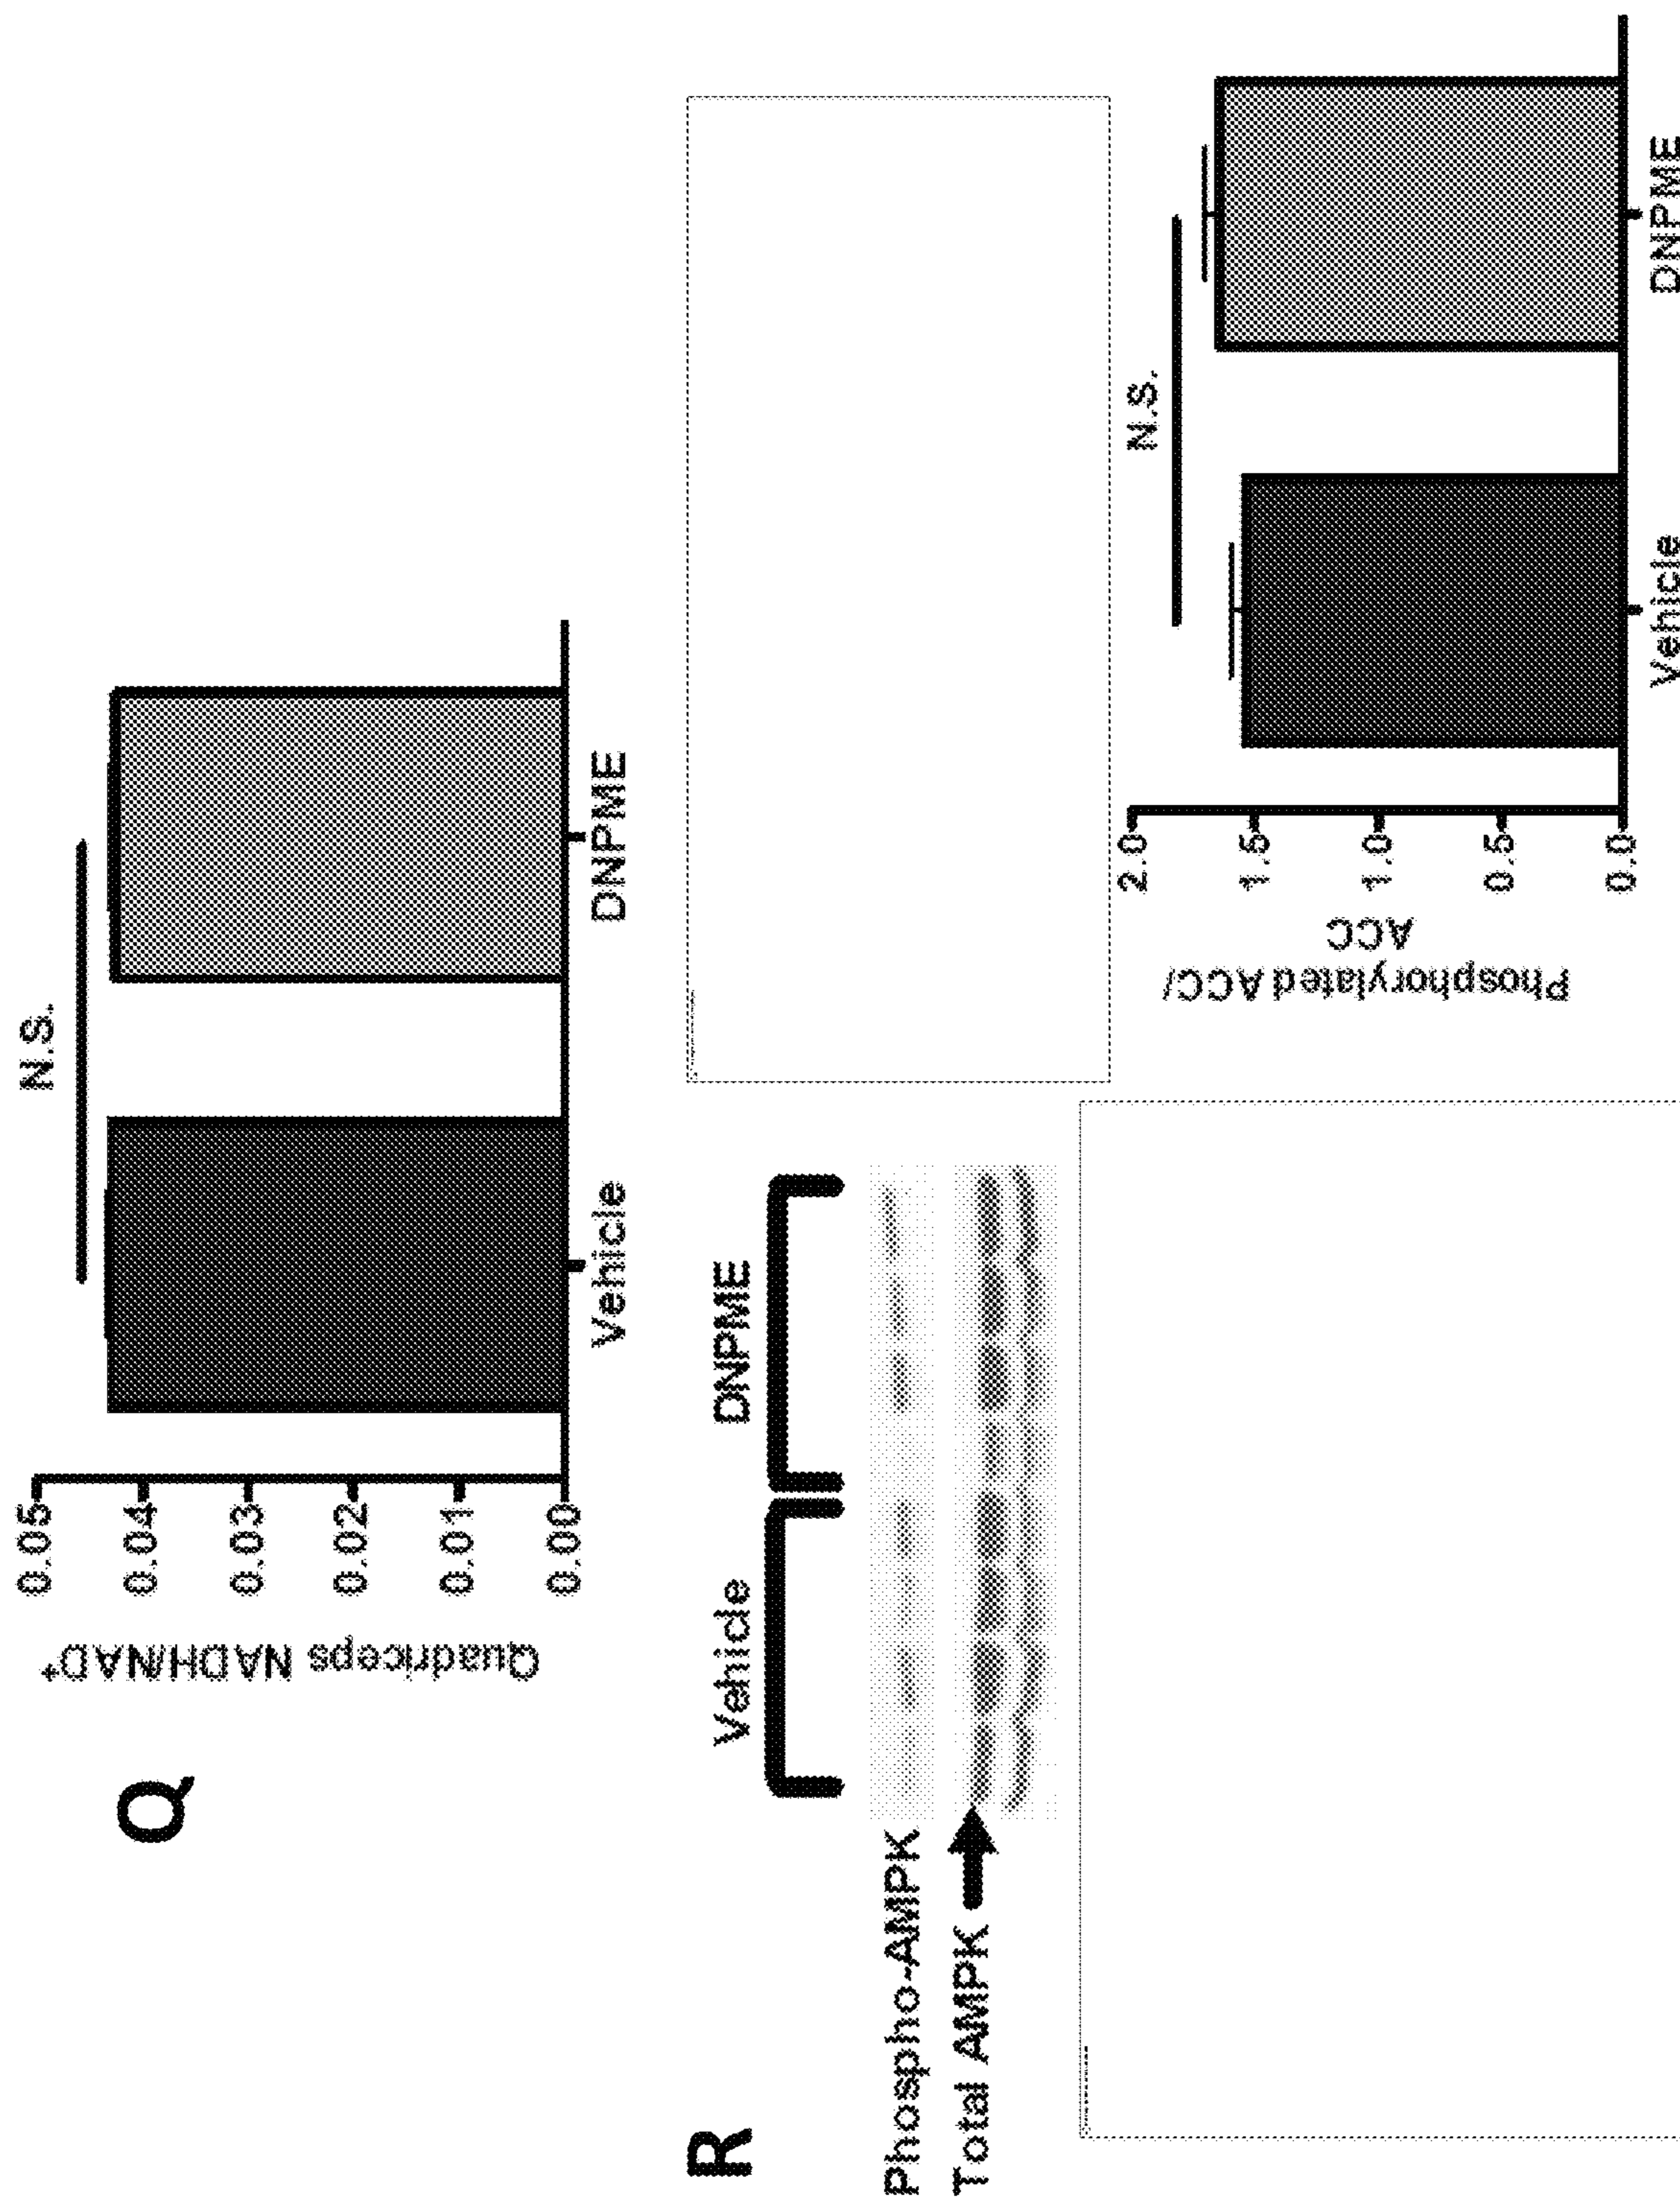 Q
Quadriceps NADH/NAD⁺
0.05
0.04
0.03
0.02
0.01
0.00
N.S.
Vehicle
DNPME
R
Vehicle
DNPME
Phospho-AMPK
Total AMPK
Phosphorylated ACC/
ACC
2.0
1.5
1.0
0.5
0.0
N.S.
Vehicle
DNPME